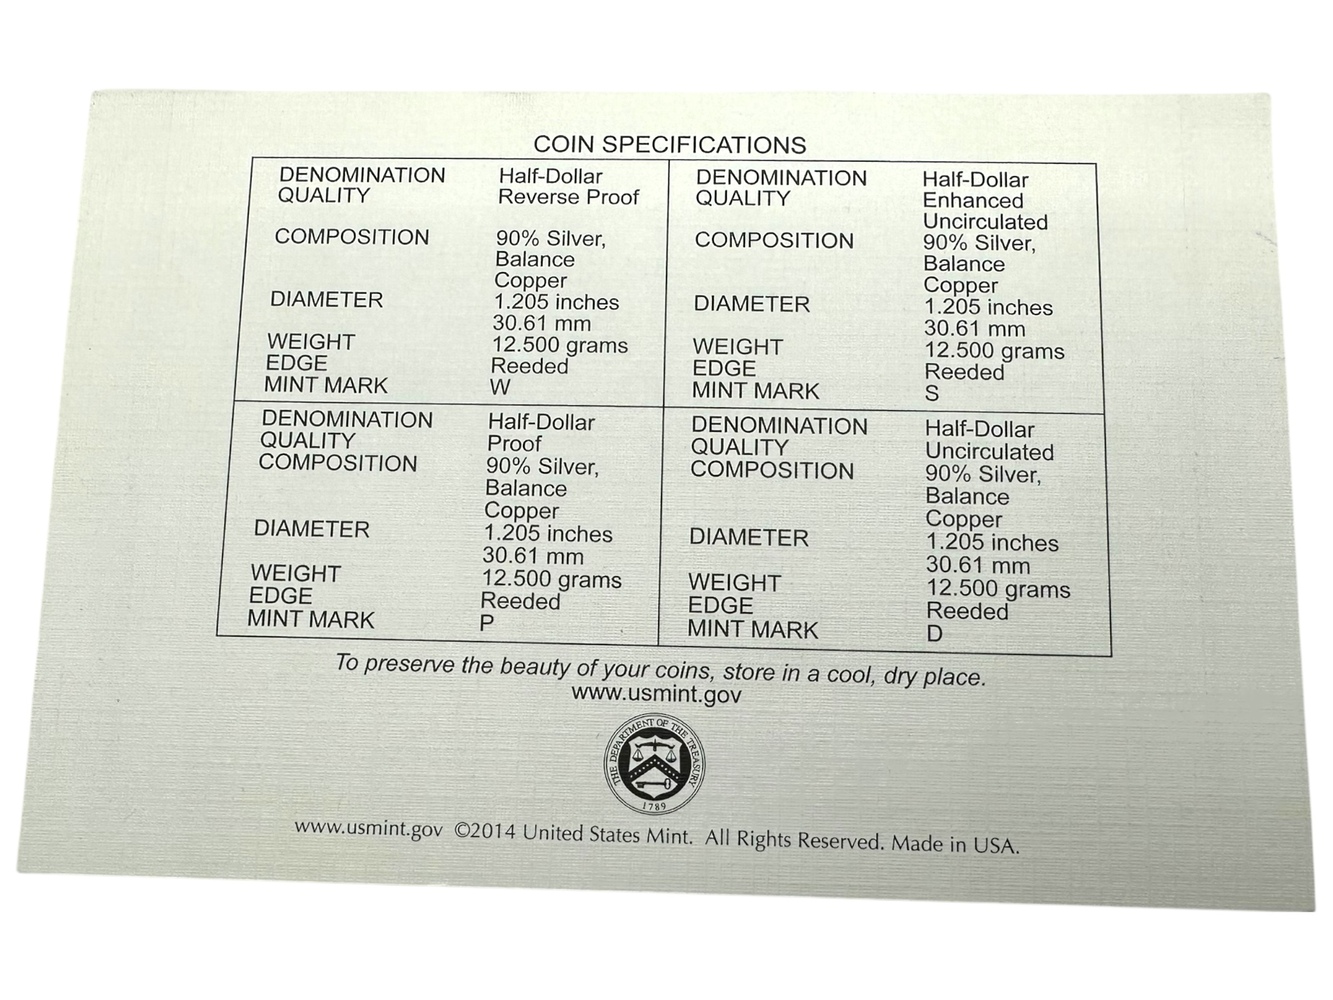 COIN SPECIFICATIONS
DENOMINATION Half-Dollar
QUALITY Reverse Proof
COMPOSITION 90% Silver,
Balance
Copper
DIAMETER 1.205 inches
30.61 mm
WEIGHT 12.500 grams
EDGE Reeded
MINT MARK W
DENOMINATION Half-Dollar
QUALITY Enhanced
Uncirculated
COMPOSITION 90% Silver,
Balance
Copper
DIAMETER 1.205 inches
30.61 mm
WEIGHT 12.500 grams
EDGE Reeded
MINT MARK S
DENOMINATION Half-Dollar
QUALITY Proof
COMPOSITION 90% Silver,
Balance
Copper
DIAMETER 1.205 inches
30.61 mm
WEIGHT 12.500 grams
EDGE Reeded
MINT MARK P
DENOMINATION Half-Dollar
QUALITY Uncirculated
COMPOSITION 90% Silver,
Balance
Copper
DIAMETER 1.205 inches
30.61 mm
WEIGHT 12.500 grams
EDGE Reeded
MINT MARK D
To preserve the beauty of your coins, store in a cool, dry place.
www.usmint.gov
THE DEPARTMENT OF THE TREASURY
1789
www.usmint.gov ©2014 United States Mint. All Rights Reserved. Made in USA.